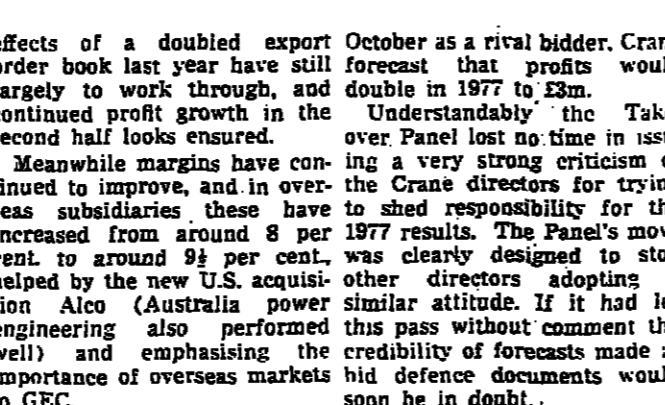 effects of a doubled export
order book last year have still
largely to work through, and
continued profit growth in the
second half looks ensured.
Meanwhile margins have con-
tinued to improve, and in over-
seas subsidiaries these have
increased from around 8 per
cent. to around 9½ per cent.,
helped by the new U.S. acquisi-
tion Alco (Australia power
engineering also performed
well) and emphasising the
importance of overseas markets
to GEC.
October as a rival bidder. Cran
forecast that profits woul
double in 1977 to £3m.
Understandably the Tak
over Panel lost no time in issu
ing a very strong criticism o
the Crane directors for tryin
to shed responsibility for th
1977 results. The Panel's mov
was clearly designed to sto
other directors adopting
similar attitude. If it had le
this pass without comment th
credibility of forecasts made a
bid defence documents woul
soon be in doubt.